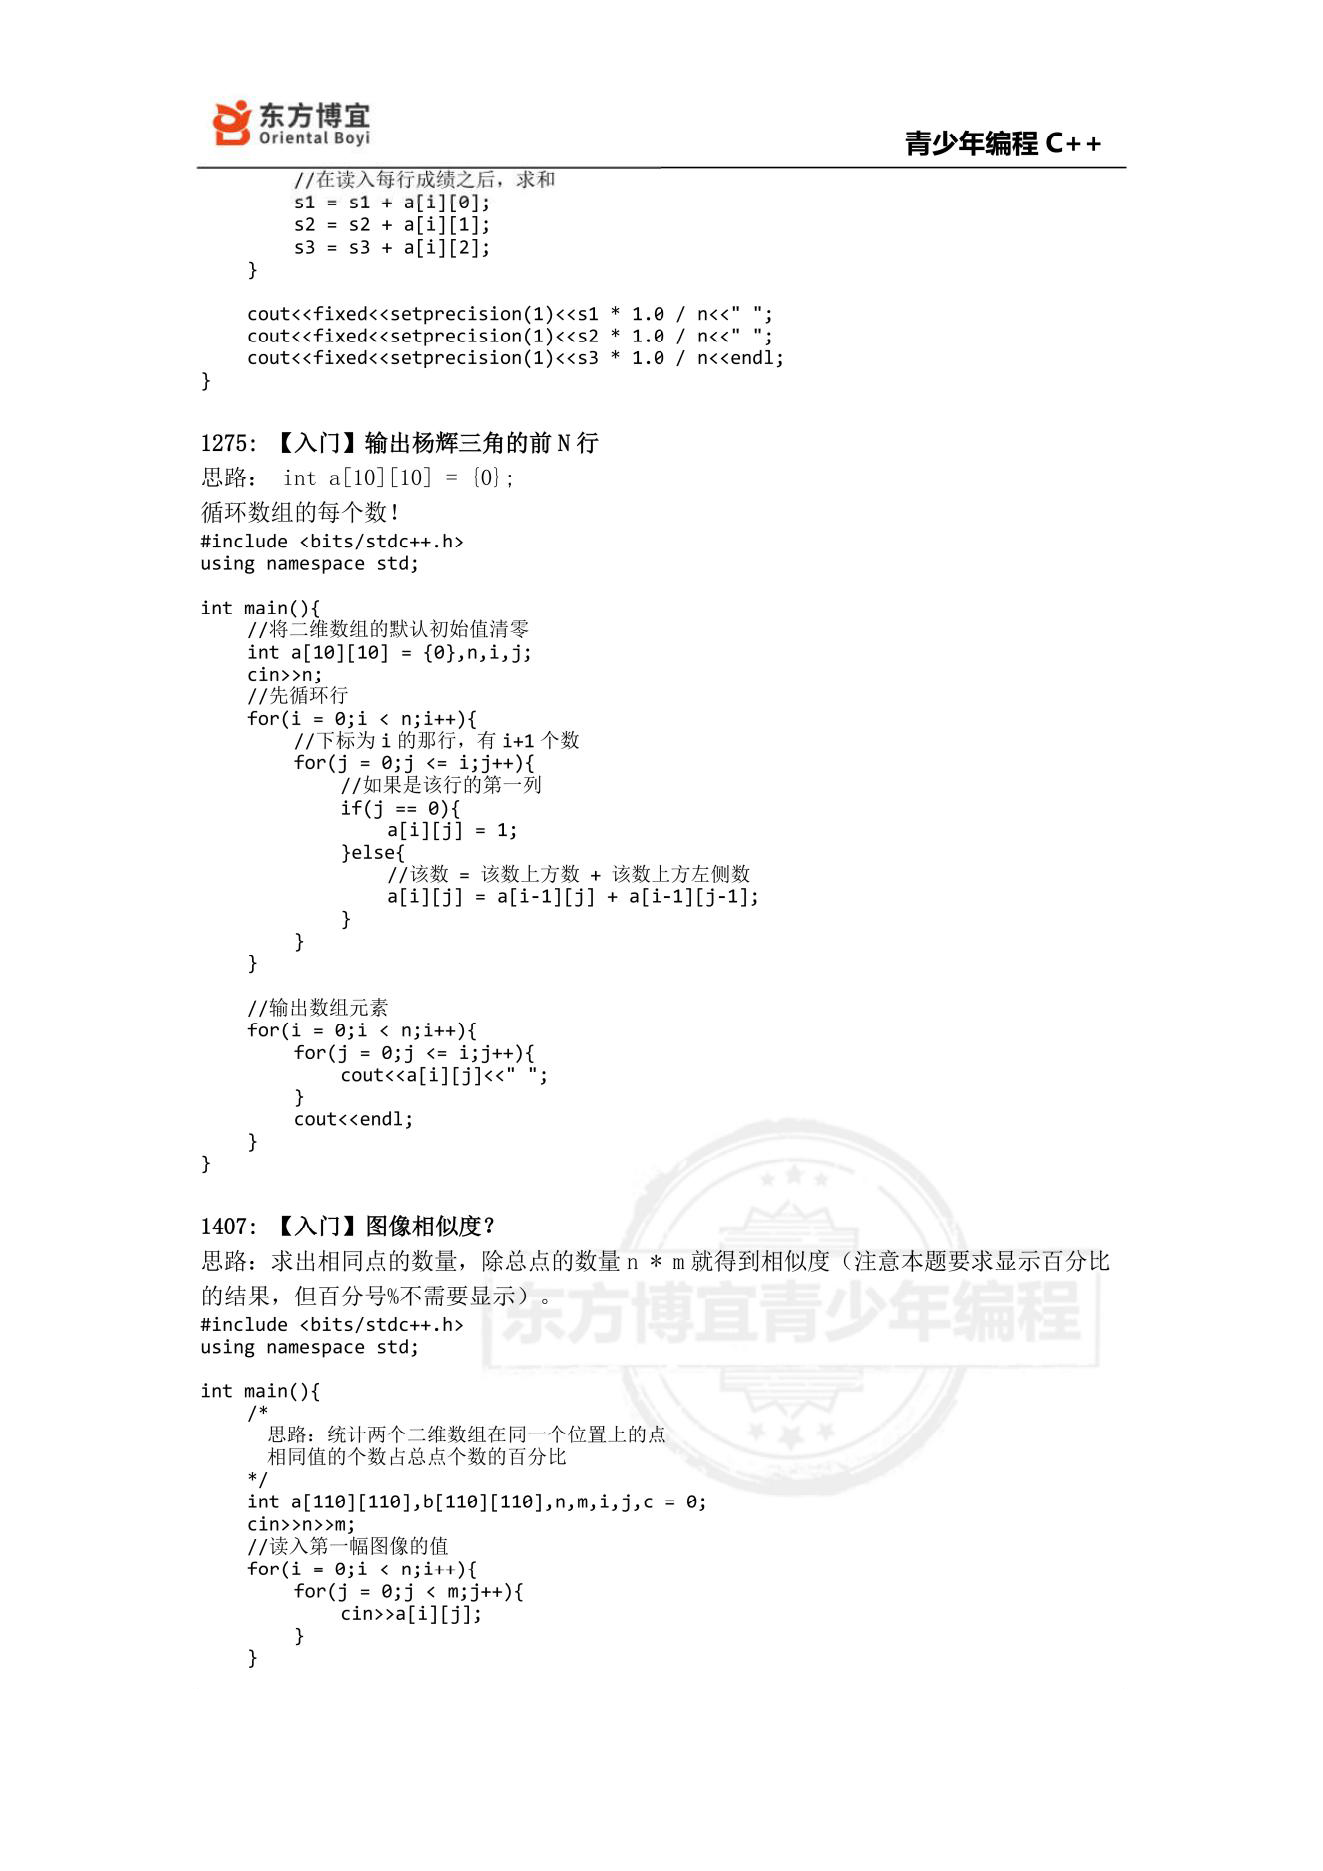 东方博宜
Oriental Boyi
青少年编程 C++
//在读入每行成绩之后，求和
s1 = s1 + a[i][0];
s2 = s2 + a[i][1];
s3 = s3 + a[i][2];
}
cout<<fixed<<setprecision(1)<<s1 * 1.0 / n<<" ";
cout<<fixed<<setprecision(1)<<s2 * 1.0 / n<<" ";
cout<<fixed<<setprecision(1)<<s3 * 1.0 / n<<endl;
}
1275: 【入门】输出杨辉三角的前 N 行
思路： int a[10][10] = {0};
循环数组的每个数！
#include <bits/stdc++.h>
using namespace std;
int main(){
//将二维数组的默认初始值清零
int a[10][10] = {0},n,i,j;
cin>>n;
//先循环行
for(i = 0;i < n;i++){
//下标为 i 的那行，有 i+1 个数
for(j = 0;j <= i;j++){
//如果是该行的第一列
if(j == 0){
a[i][j] = 1;
}else{
//该数 = 该数上方数 + 该数上方左侧数
a[i][j] = a[i-1][j] + a[i-1][j-1];
}
}
}
//输出数组元素
for(i = 0;i < n;i++){
for(j = 0;j <= i;j++){
cout<<a[i][j]<<" ";
}
cout<<endl;
}
}
1407: 【入门】图像相似度？
思路：求出相同点的数量，除总点的数量 n * m 就得到相似度（注意本题要求显示百分比
的结果，但百分号%不需要显示）。
东方博宜青少年编程
#include <bits/stdc++.h>
using namespace std;
int main(){
/*
思路：统计两个二维数组在同一个位置上的点
相同值的个数占总点个数的百分比
*/
int a[110][110],b[110][110],n,m,i,j,c = 0;
cin>>n>>m;
//读入第一幅图像的值
for(i = 0;i < n;i++){
for(j = 0;j < m;j++){
cin>>a[i][j];
}
}